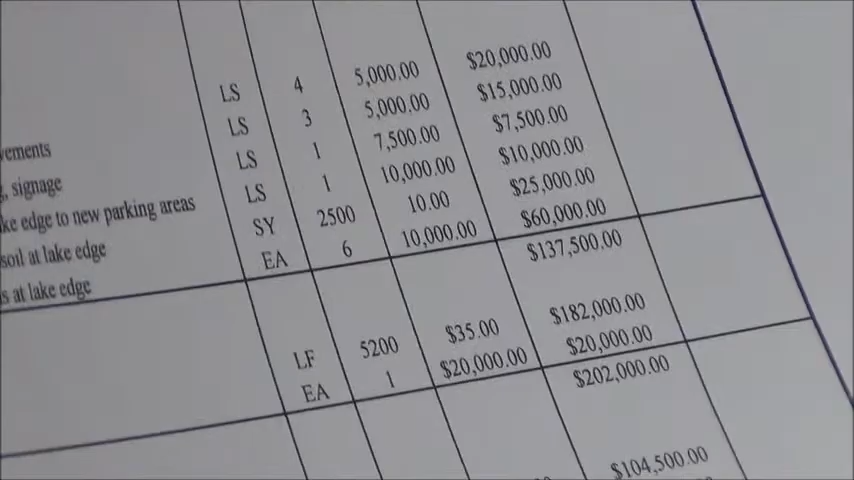 LS 4 5,000.00 $20,000.00
vements LS 3 5,000.00 $15,000.00
, signage LS 1 7,500.00 $7,500.00
ke edge to new parking areas LS 1 10,000.00 $10,000.00
soil at lake edge SY 2500 10.00 $25,000.00
s at lake edge EA 6 10,000.00 $60,000.00
$137,500.00
LF 5200 $35.00 $182,000.00
EA 1 $20,000.00 $20,000.00
$202,000.00
$104,500.00